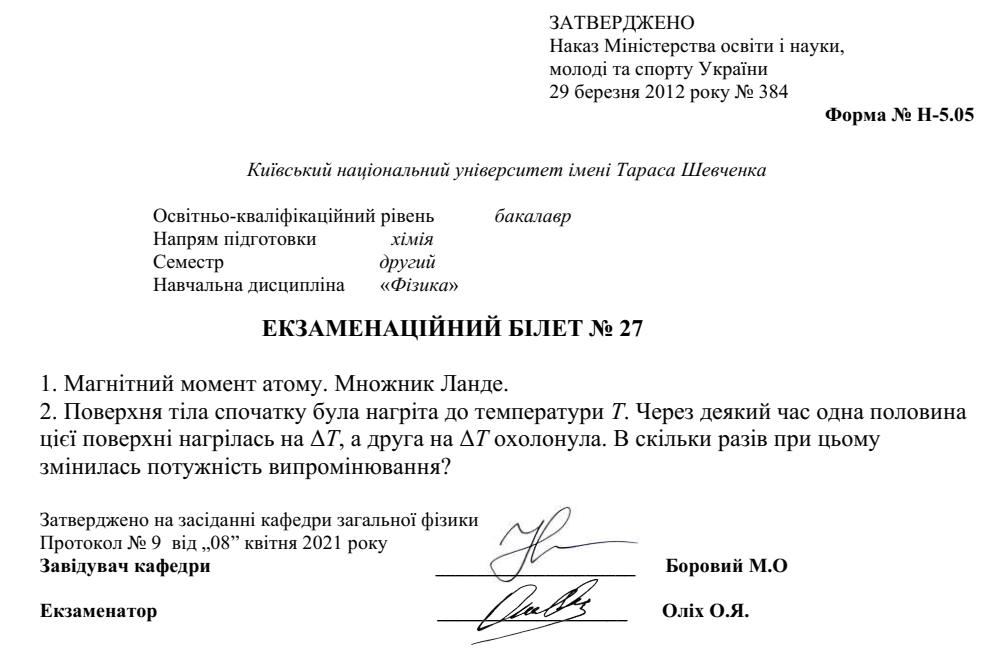 ЗАТВЕРДЖЕНО
Наказ Міністерства освіти і науки,
молоді та спорту України
29 березня 2012 року № 384
Форма № Н-5.05
Київський національний університет імені Тараса Шевченка
Освітньо-кваліфікаційний рівень бакалавр
Напрям підготовки хімія
Семестр другий
Навчальна дисципліна «Фізика»
ЕКЗАМЕНАЦІЙНИЙ БІЛЕТ № 27
1. Магнітний момент атому. Множник Ланде.
2. Поверхня тіла спочатку була нагріта до температури T. Через деякий час одна половина
цієї поверхні нагрілась на ΔT, а друга на ΔT охолонула. В скільки разів при цьому
змінилась потужність випромінювання?
Затверджено на засіданні кафедри загальної фізики
Протокол № 9 від „08” квітня 2021 року
Завідувач кафедри Боровий М.О
Екзаменатор Оліх О.Я.